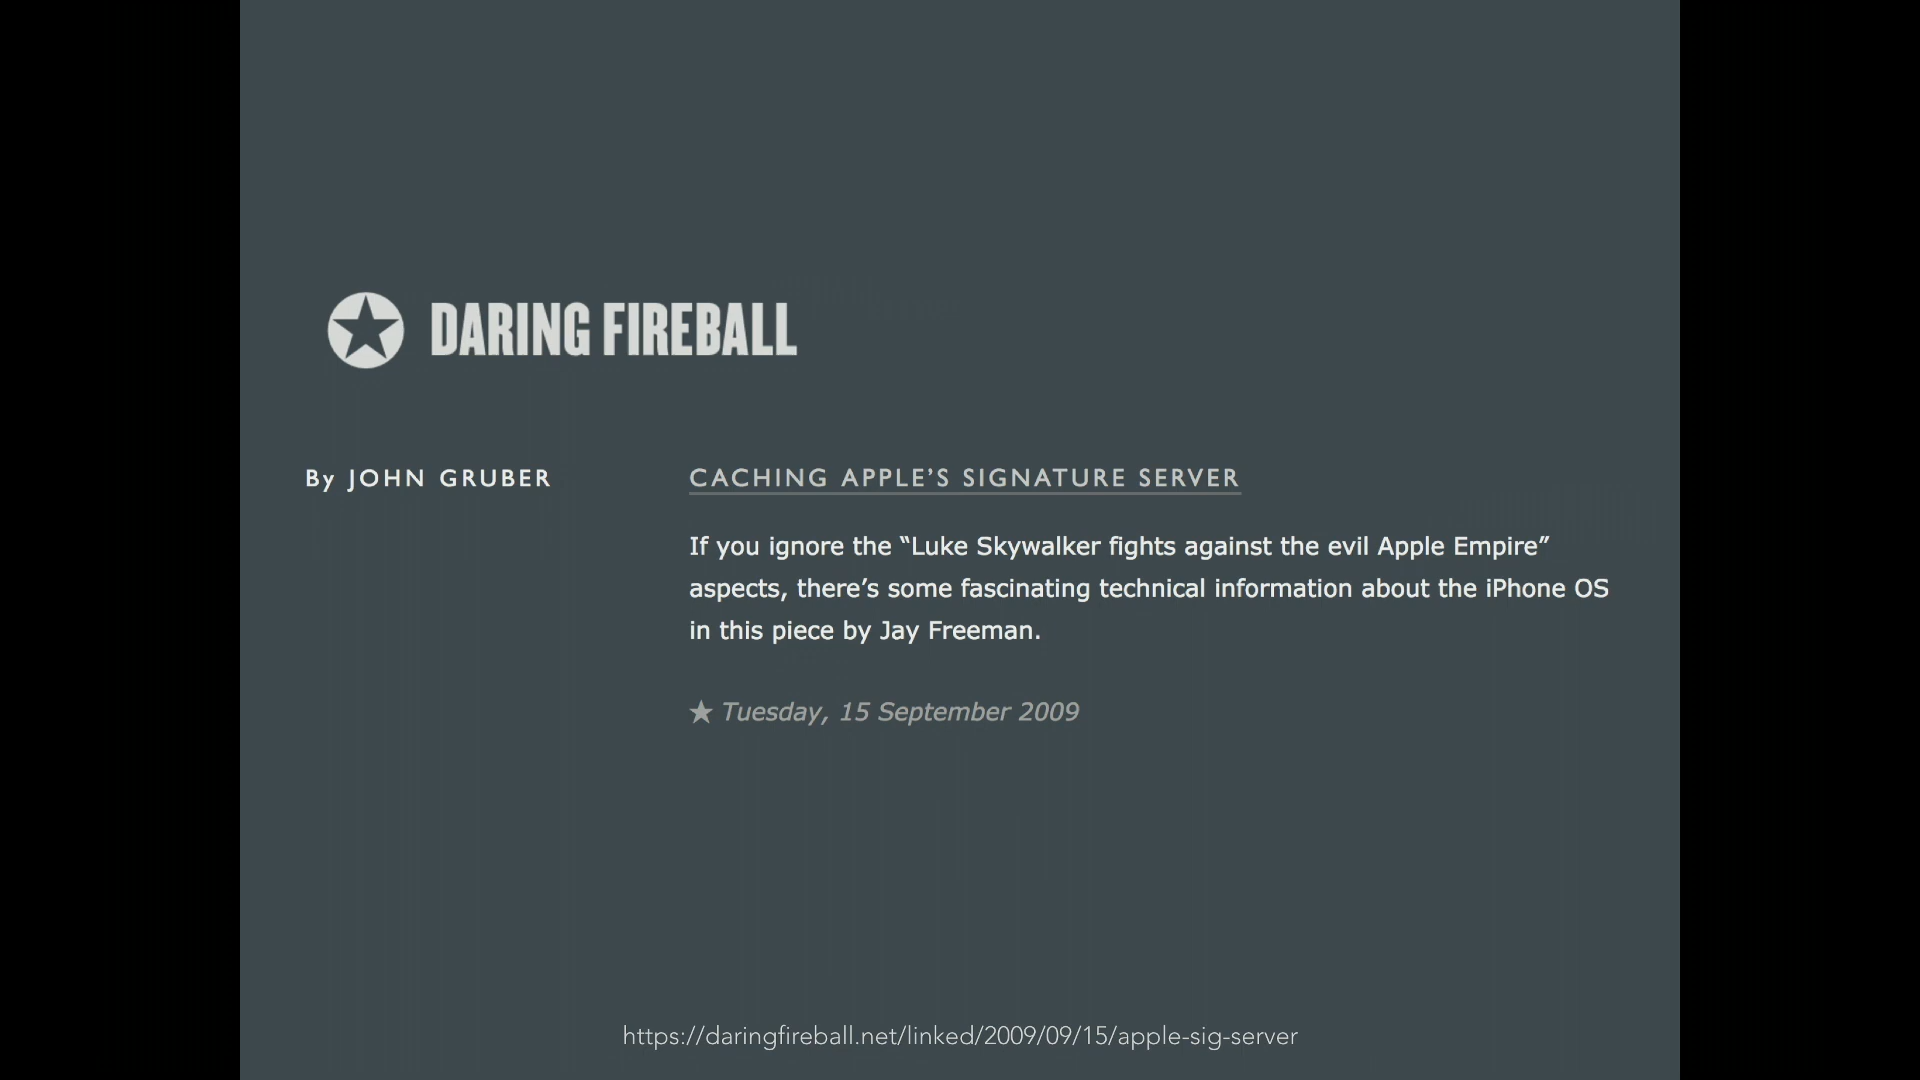 DARING FIREBALL
By JOHN GRUBER
CACHING APPLE’S SIGNATURE SERVER
If you ignore the “Luke Skywalker fights against the evil Apple Empire”
aspects, there’s some fascinating technical information about the iPhone OS
in this piece by Jay Freeman.
★ Tuesday, 15 September 2009
https://daringfireball.net/linked/2009/09/15/apple-sig-server